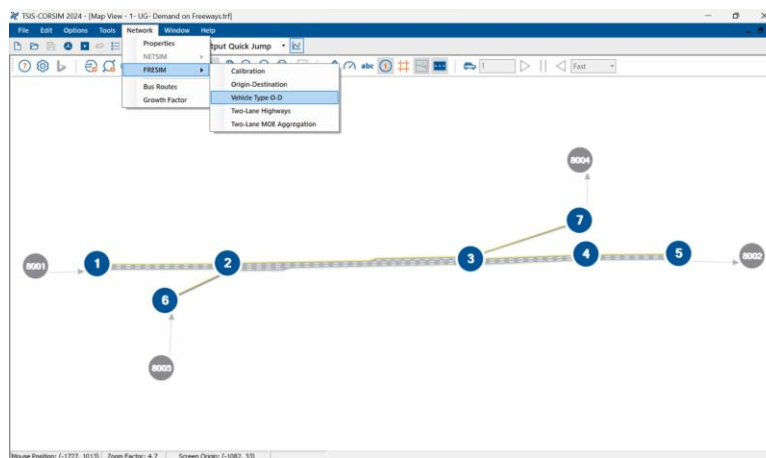 TSIS-CORSIM 2024 - [Map View - 1- UG- Demand on Freeways.trf]
File Edit Options Tools Network Window Help
Properties
NETSIM
FRESIM
Bus Routes
Growth Factor
Calibration
Origin-Destination
Vehicle Type O-D
Two-Lane Highways
Two-Lane MOE Aggregation
tput Quick Jump
abc 1 Fast
8004
7
8001 1 2 3 4 5 8002
6
8003
Mouse Position: (-1722, 1013) Zoom Factor: 4.7 Screen Origin: (-1082, 33)